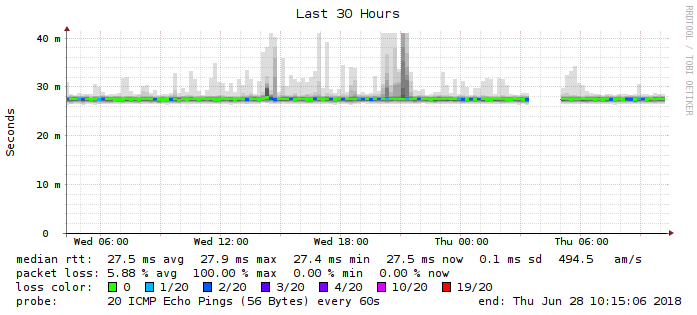 Last 30 Hours
RRDTOOL / TOBI OETIKER
Seconds
40 m
30 m
20 m
10 m
0
Wed 06:00 Wed 12:00 Wed 18:00 Thu 00:00 Thu 06:00
median rtt: 27.5 ms avg 27.9 ms max 27.4 ms min 27.5 ms now 0.1 ms sd 494.5 am/s
packet loss: 5.88 % avg 100.00 % max 0.00 % min 0.00 % now
loss color: 0 1/20 2/20 3/20 4/20 10/20 19/20
probe: 20 ICMP Echo Pings (56 Bytes) every 60s end: Thu Jun 28 10:15:06 2018